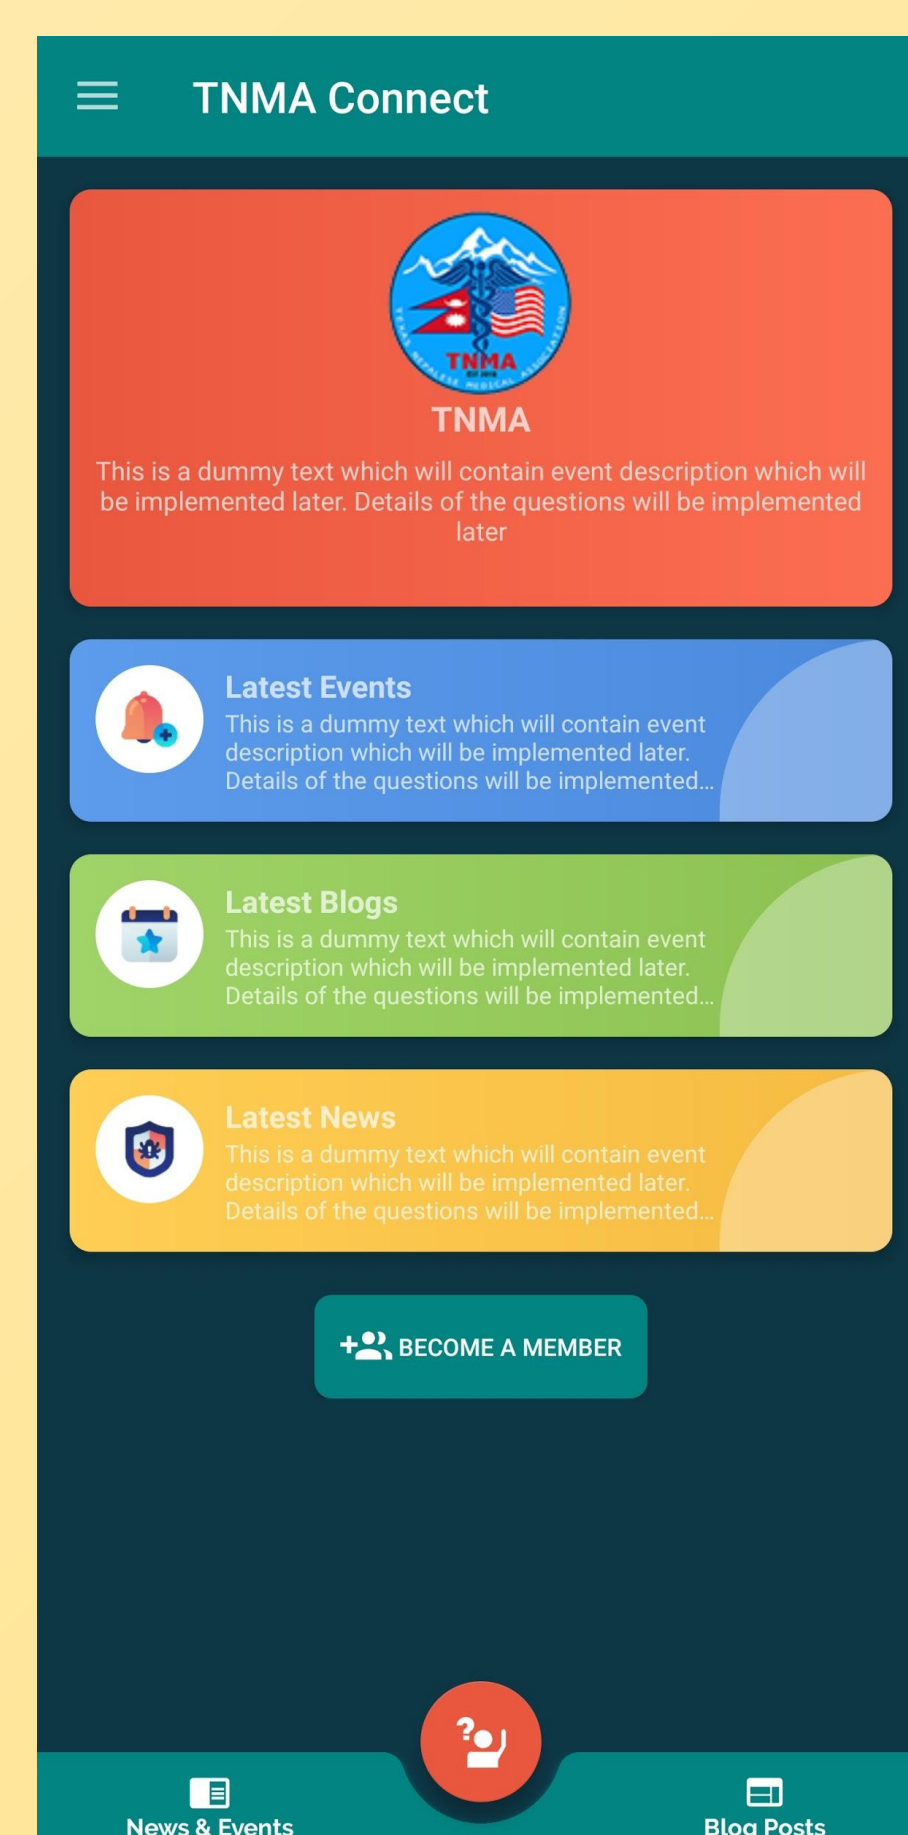 TNMA Connect
TEXAS NEPALESE MEDICAL ASSOCIATION
TNMA
TNMA
This is a dummy text which will contain event description which will
be implemented later. Details of the questions will be implemented
later
Latest Events
This is a dummy text which will contain event
description which will be implemented later.
Details of the questions will be implemented...
Latest Blogs
This is a dummy text which will contain event
description which will be implemented later.
Details of the questions will be implemented...
Latest News
This is a dummy text which will contain event
description which will be implemented later.
Details of the questions will be implemented...
BECOME A MEMBER
News & Events
Blog Posts